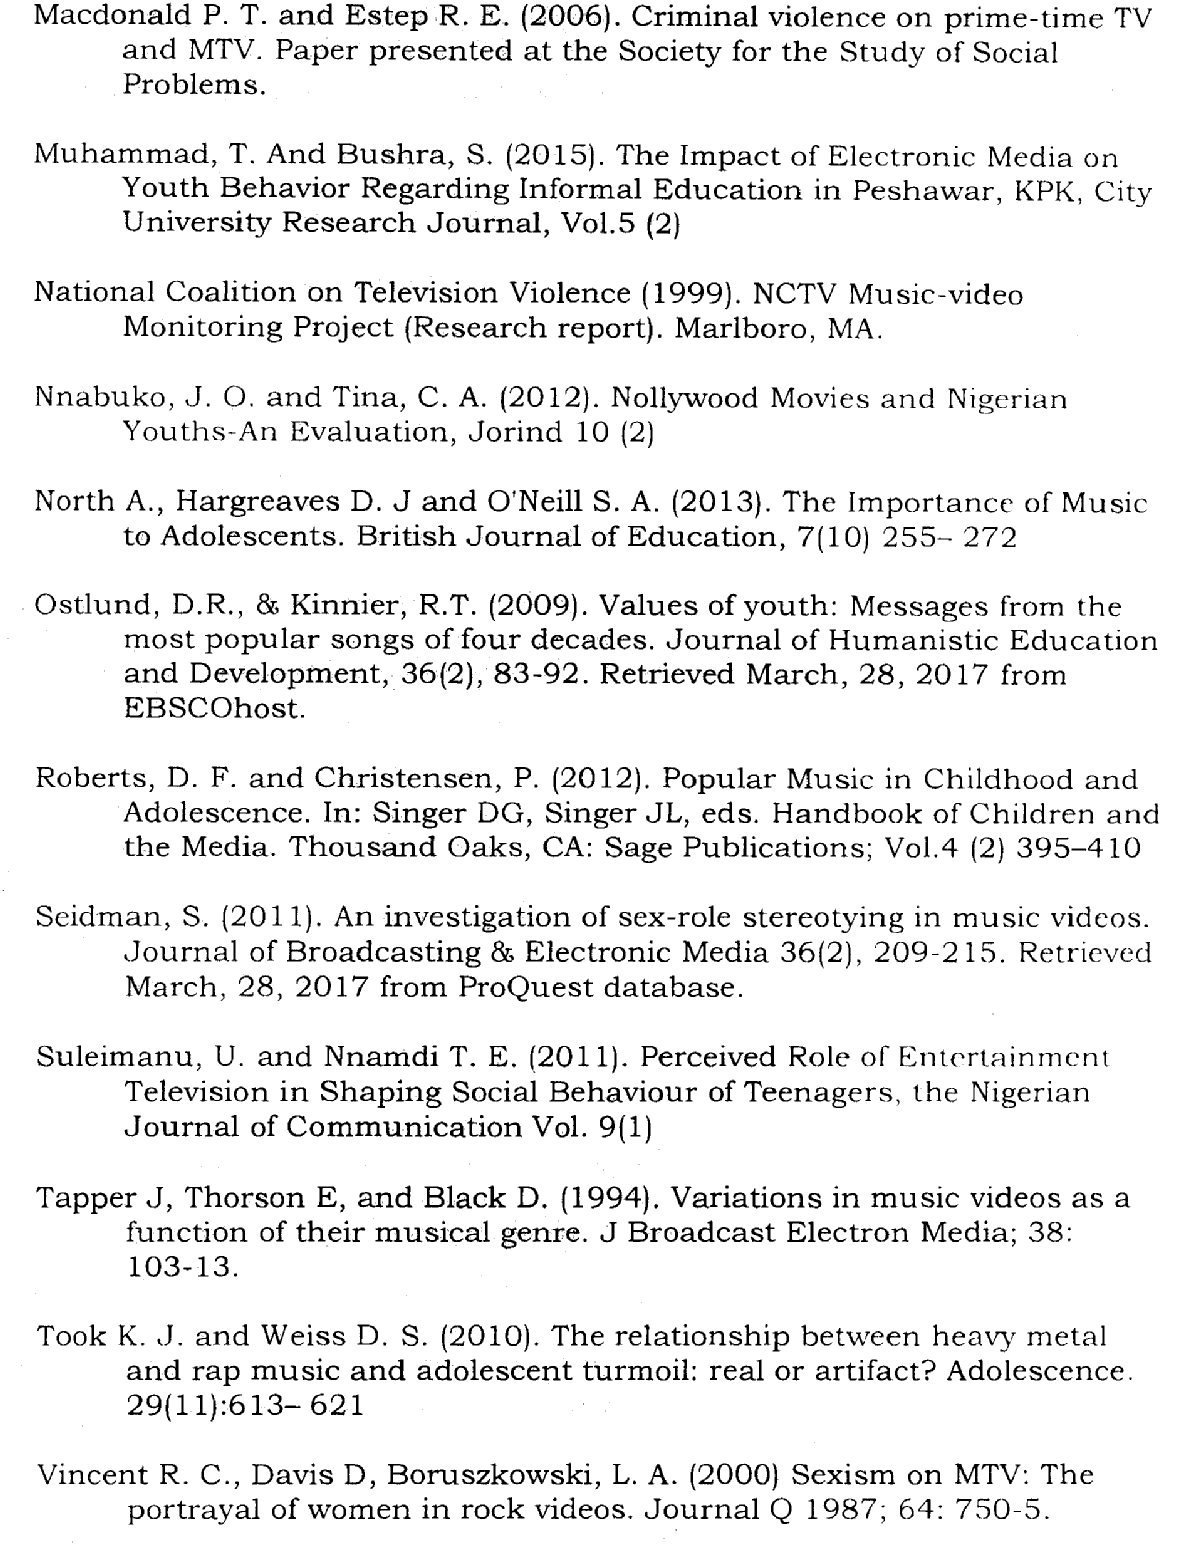 Macdonald P. T. and Estep R. E. (2006). Criminal violence on prime-time TV
and MTV. Paper presented at the Society for the Study of Social
Problems.
Muhammad, T. And Bushra, S. (2015). The Impact of Electronic Media on
Youth Behavior Regarding Informal Education in Peshawar, KPK, City
University Research Journal, Vol.5 (2)
National Coalition on Television Violence (1999). NCTV Music-video
Monitoring Project (Research report). Marlboro, MA.
Nnabuko, J. O. and Tina, C. A. (2012). Nollywood Movies and Nigerian
Youths-An Evaluation, Jorind 10 (2)
North A., Hargreaves D. J and O'Neill S. A. (2013). The Importance of Music
to Adolescents. British Journal of Education, 7(10) 255– 272
Ostlund, D.R., & Kinnier, R.T. (2009). Values of youth: Messages from the
most popular songs of four decades. Journal of Humanistic Education
and Development, 36(2), 83-92. Retrieved March, 28, 2017 from
EBSCOhost.
Roberts, D. F. and Christensen, P. (2012). Popular Music in Childhood and
Adolescence. In: Singer DG, Singer JL, eds. Handbook of Children and
the Media. Thousand Oaks, CA: Sage Publications; Vol.4 (2) 395–410
Seidman, S. (2011). An investigation of sex-role stereotying in music videos.
Journal of Broadcasting & Electronic Media 36(2), 209-215. Retrieved
March, 28, 2017 from ProQuest database.
Suleimanu, U. and Nnamdi T. E. (2011). Perceived Role of Entertainment
Television in Shaping Social Behaviour of Teenagers, the Nigerian
Journal of Communication Vol. 9(1)
Tapper J, Thorson E, and Black D. (1994). Variations in music videos as a
function of their musical genre. J Broadcast Electron Media; 38:
103-13.
Took K. J. and Weiss D. S. (2010). The relationship between heavy metal
and rap music and adolescent turmoil: real or artifact? Adolescence.
29(11):613– 621
Vincent R. C., Davis D, Boruszkowski, L. A. (2000) Sexism on MTV: The
portrayal of women in rock videos. Journal Q 1987; 64: 750-5.